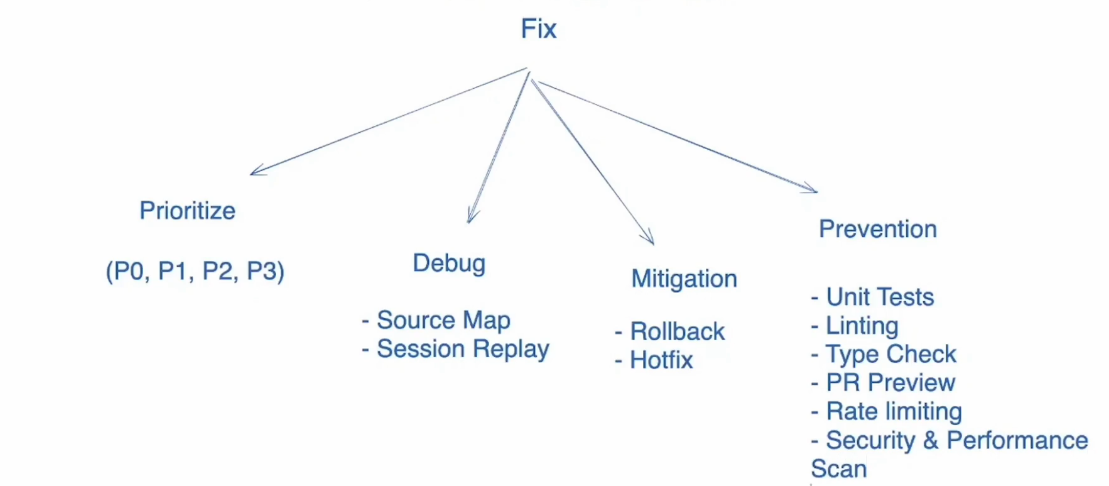 Fix
Prioritize
(P0, P1, P2, P3)
Debug
- Source Map
- Session Replay
Mitigation
- Rollback
- Hotfix
Prevention
- Unit Tests
- Linting
- Type Check
- PR Preview
- Rate limiting
- Security & Performance
Scan